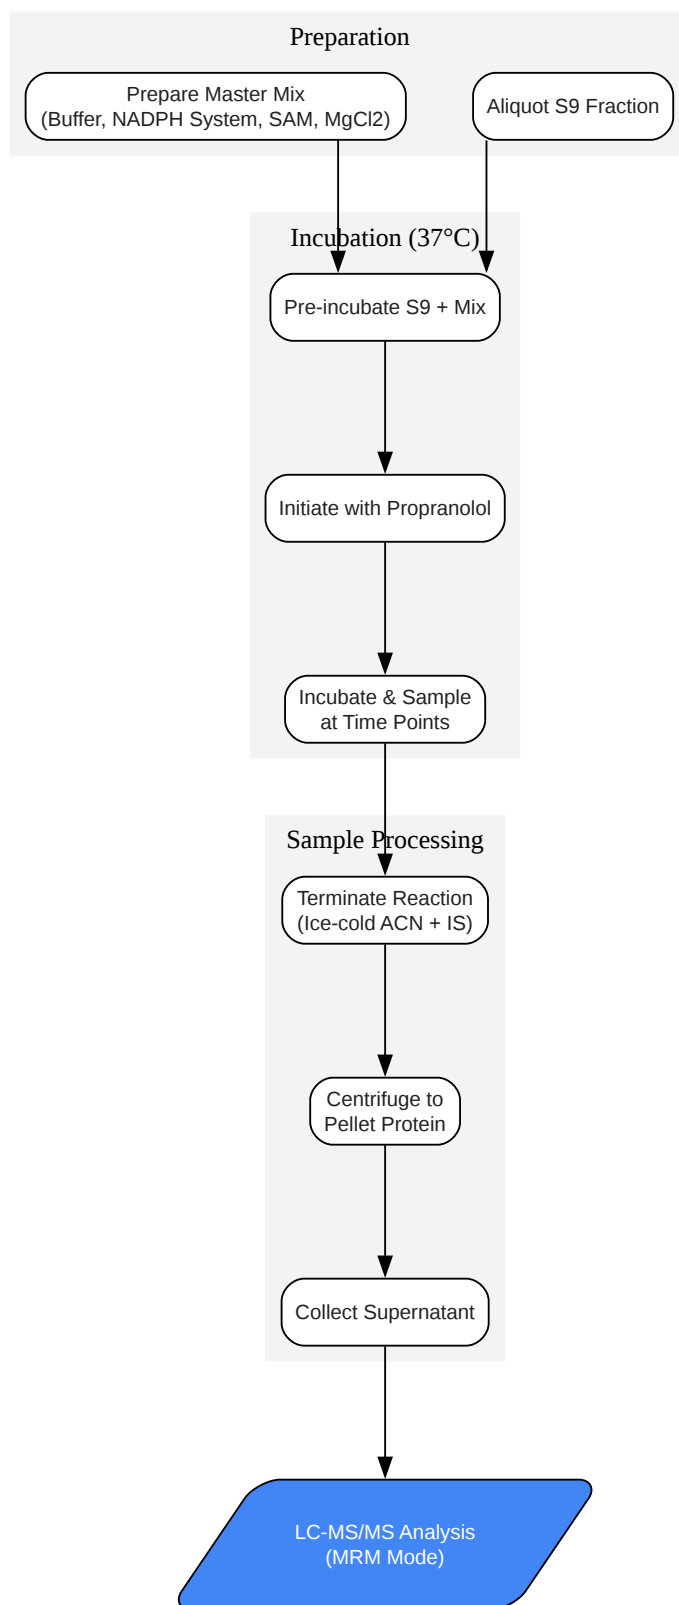 Preparation
Prepare Master Mix
(Buffer, NADPH System, SAM, MgCl2)
Aliquot S9 Fraction
Incubation (37°C)
Pre-incubate S9 + Mix
Initiate with Propranolol
Incubate & Sample
at Time Points
Sample Processing
Terminate Reaction
(Ice-cold ACN + IS)
Centrifuge to
Pellet Protein
Collect Supernatant
LC-MS/MS Analysis
(MRM Mode)